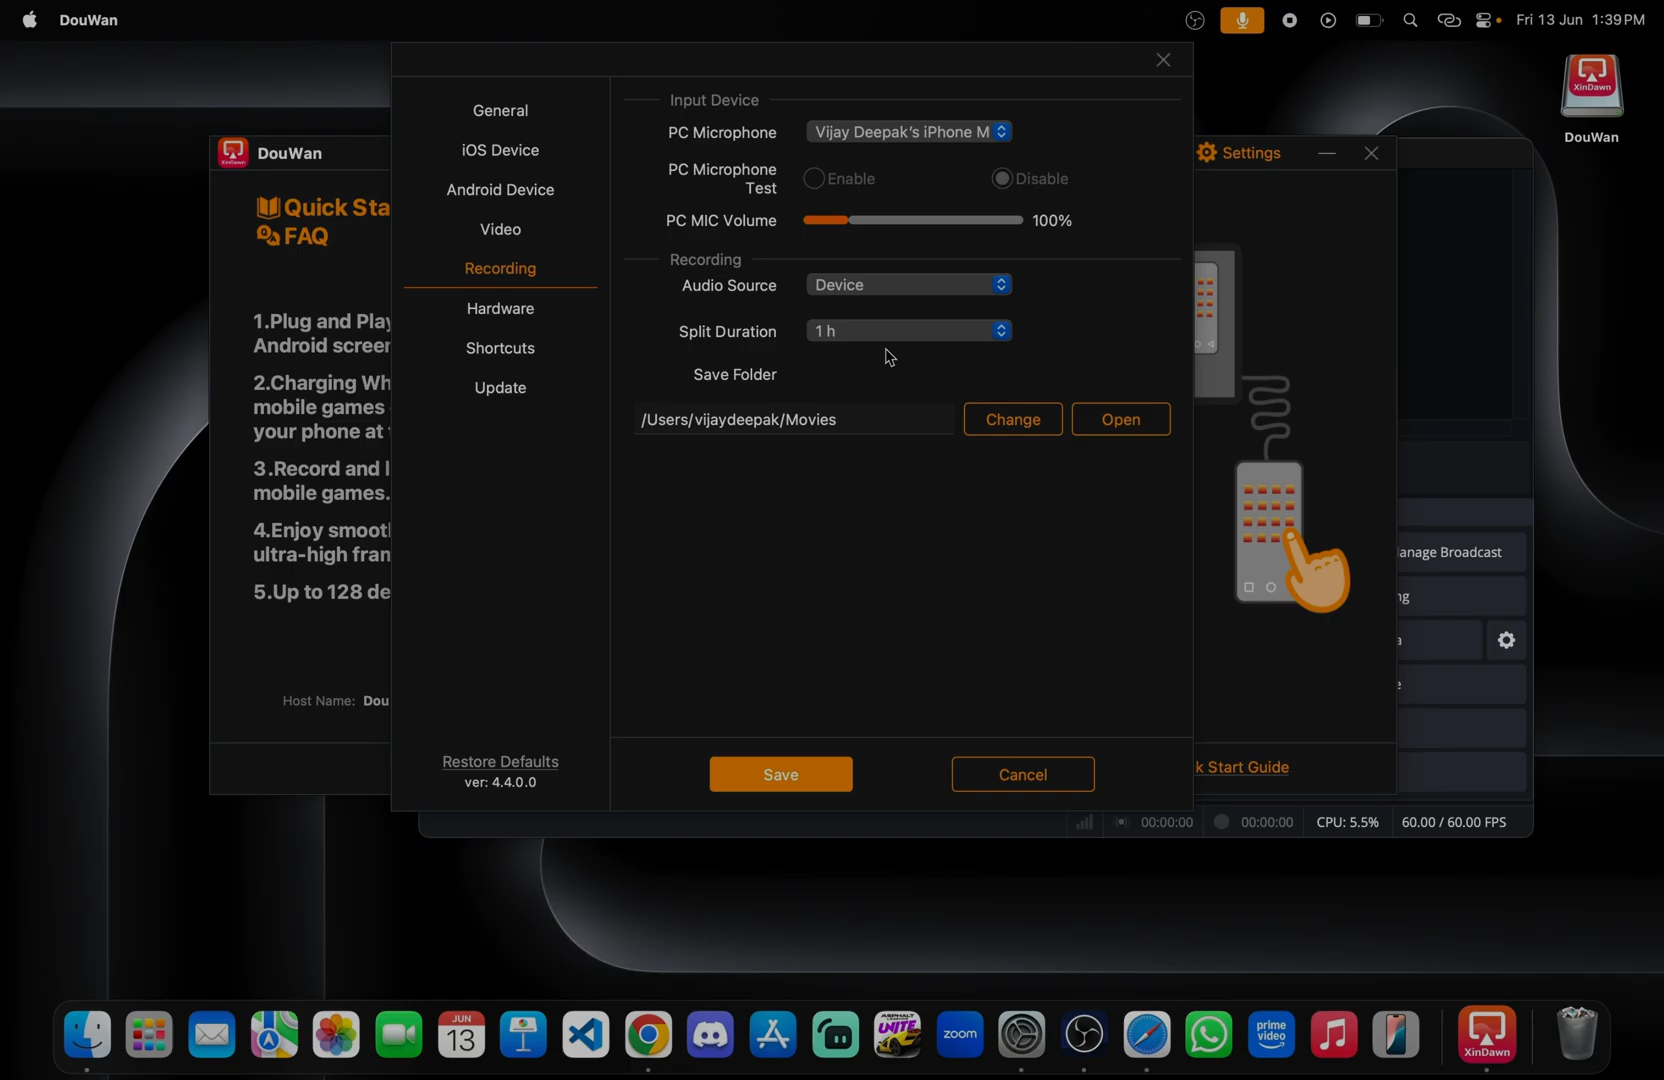 DouWan
Fri 13 Jun 1:39 PM
XinDawn
DouWan
General
iOS Device
Android Device
Video
Recording
Hardware
Shortcuts
Update
Restore Defaults
ver: 4.4.0.0
Input Device
PC Microphone
Vijay Deepak's iPhone M
PC Microphone
Test
Enable
Disable
PC MIC Volume
100%
Recording
Audio Source
Device
Split Duration
1 h
Save Folder
/Users/vijaydeepak/Movies
Change
Open
Save
Cancel
DouWan
Quick Sta
FAQ
1.Plug and Play
Android screen
2.Charging Wh
mobile games
your phone at
3.Record and l
mobile games.
4.Enjoy smoot
ultra-high fram
5.Up to 128 de
Host Name: Dou
Settings
k Start Guide
anage Broadcast
ng
00:00:00
00:00:00
CPU: 5.5%
60.00 / 60.00 FPS
JUN
13
ASPHALT
UNITE
zoom
prime
video
XinDawn